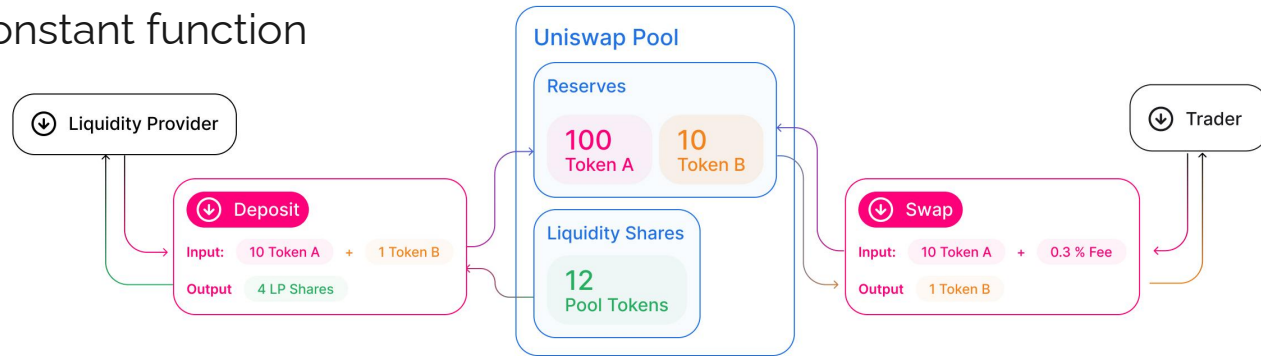 onstant function
Liquidity Provider
Deposit
Input: 10 Token A + 1 Token B
Output 4 LP Shares
Uniswap Pool
Reserves
100
Token A
10
Token B
Liquidity Shares
12
Pool Tokens
Trader
Swap
Input: 10 Token A + 0.3 % Fee
Output 1 Token B